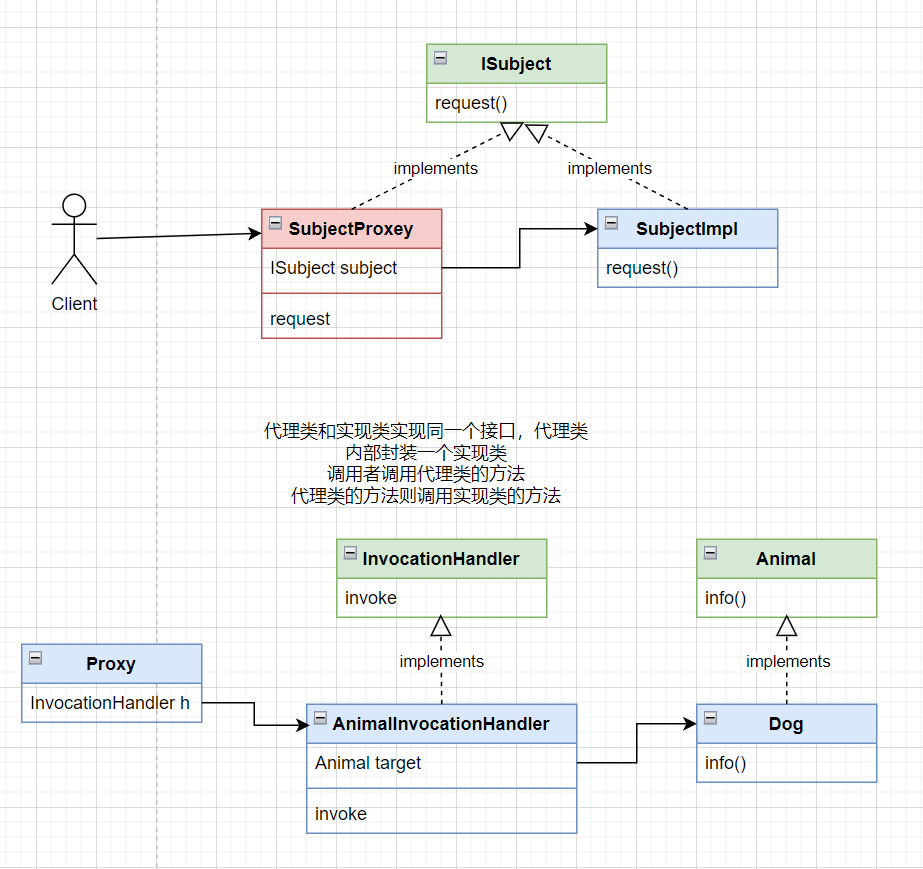 ISubject
request()
implements
implements
SubjectProxey
SubjectImpl
ISubject subject
request()
request
Client
代理类和实现类实现同一个接口，代理类
内部封装一个实现类
调用者调用代理类的方法
代理类的方法则调用实现类的方法
InvocationHandler
Animal
invoke
info()
implements
implements
Proxy
InvocationHandler h
AnimalInvocationHandler
Dog
Animal target
info()
invoke